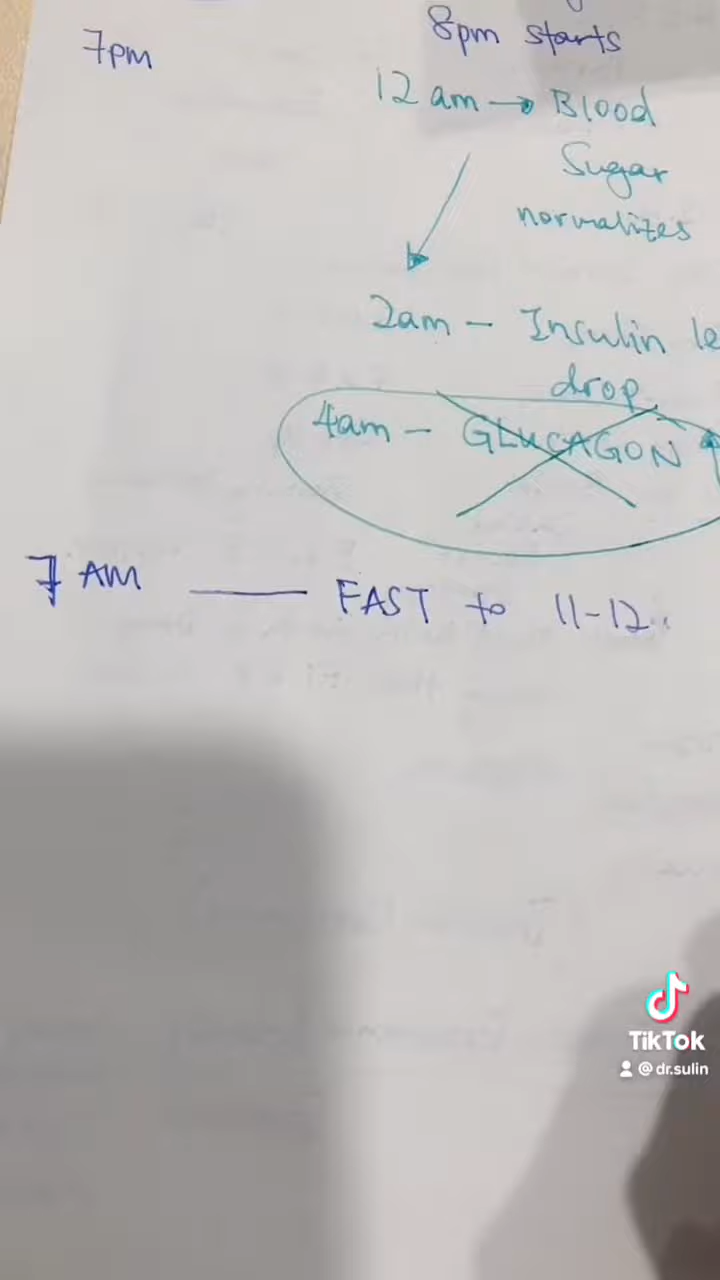 7pm
8pm starts
12 am → Blood
Sugar
normalizes
2am — Insulin le
drop
4am — GLUCAGON ↑
7 AM —— FAST to 11-12..
TikTok
@dr.sulin